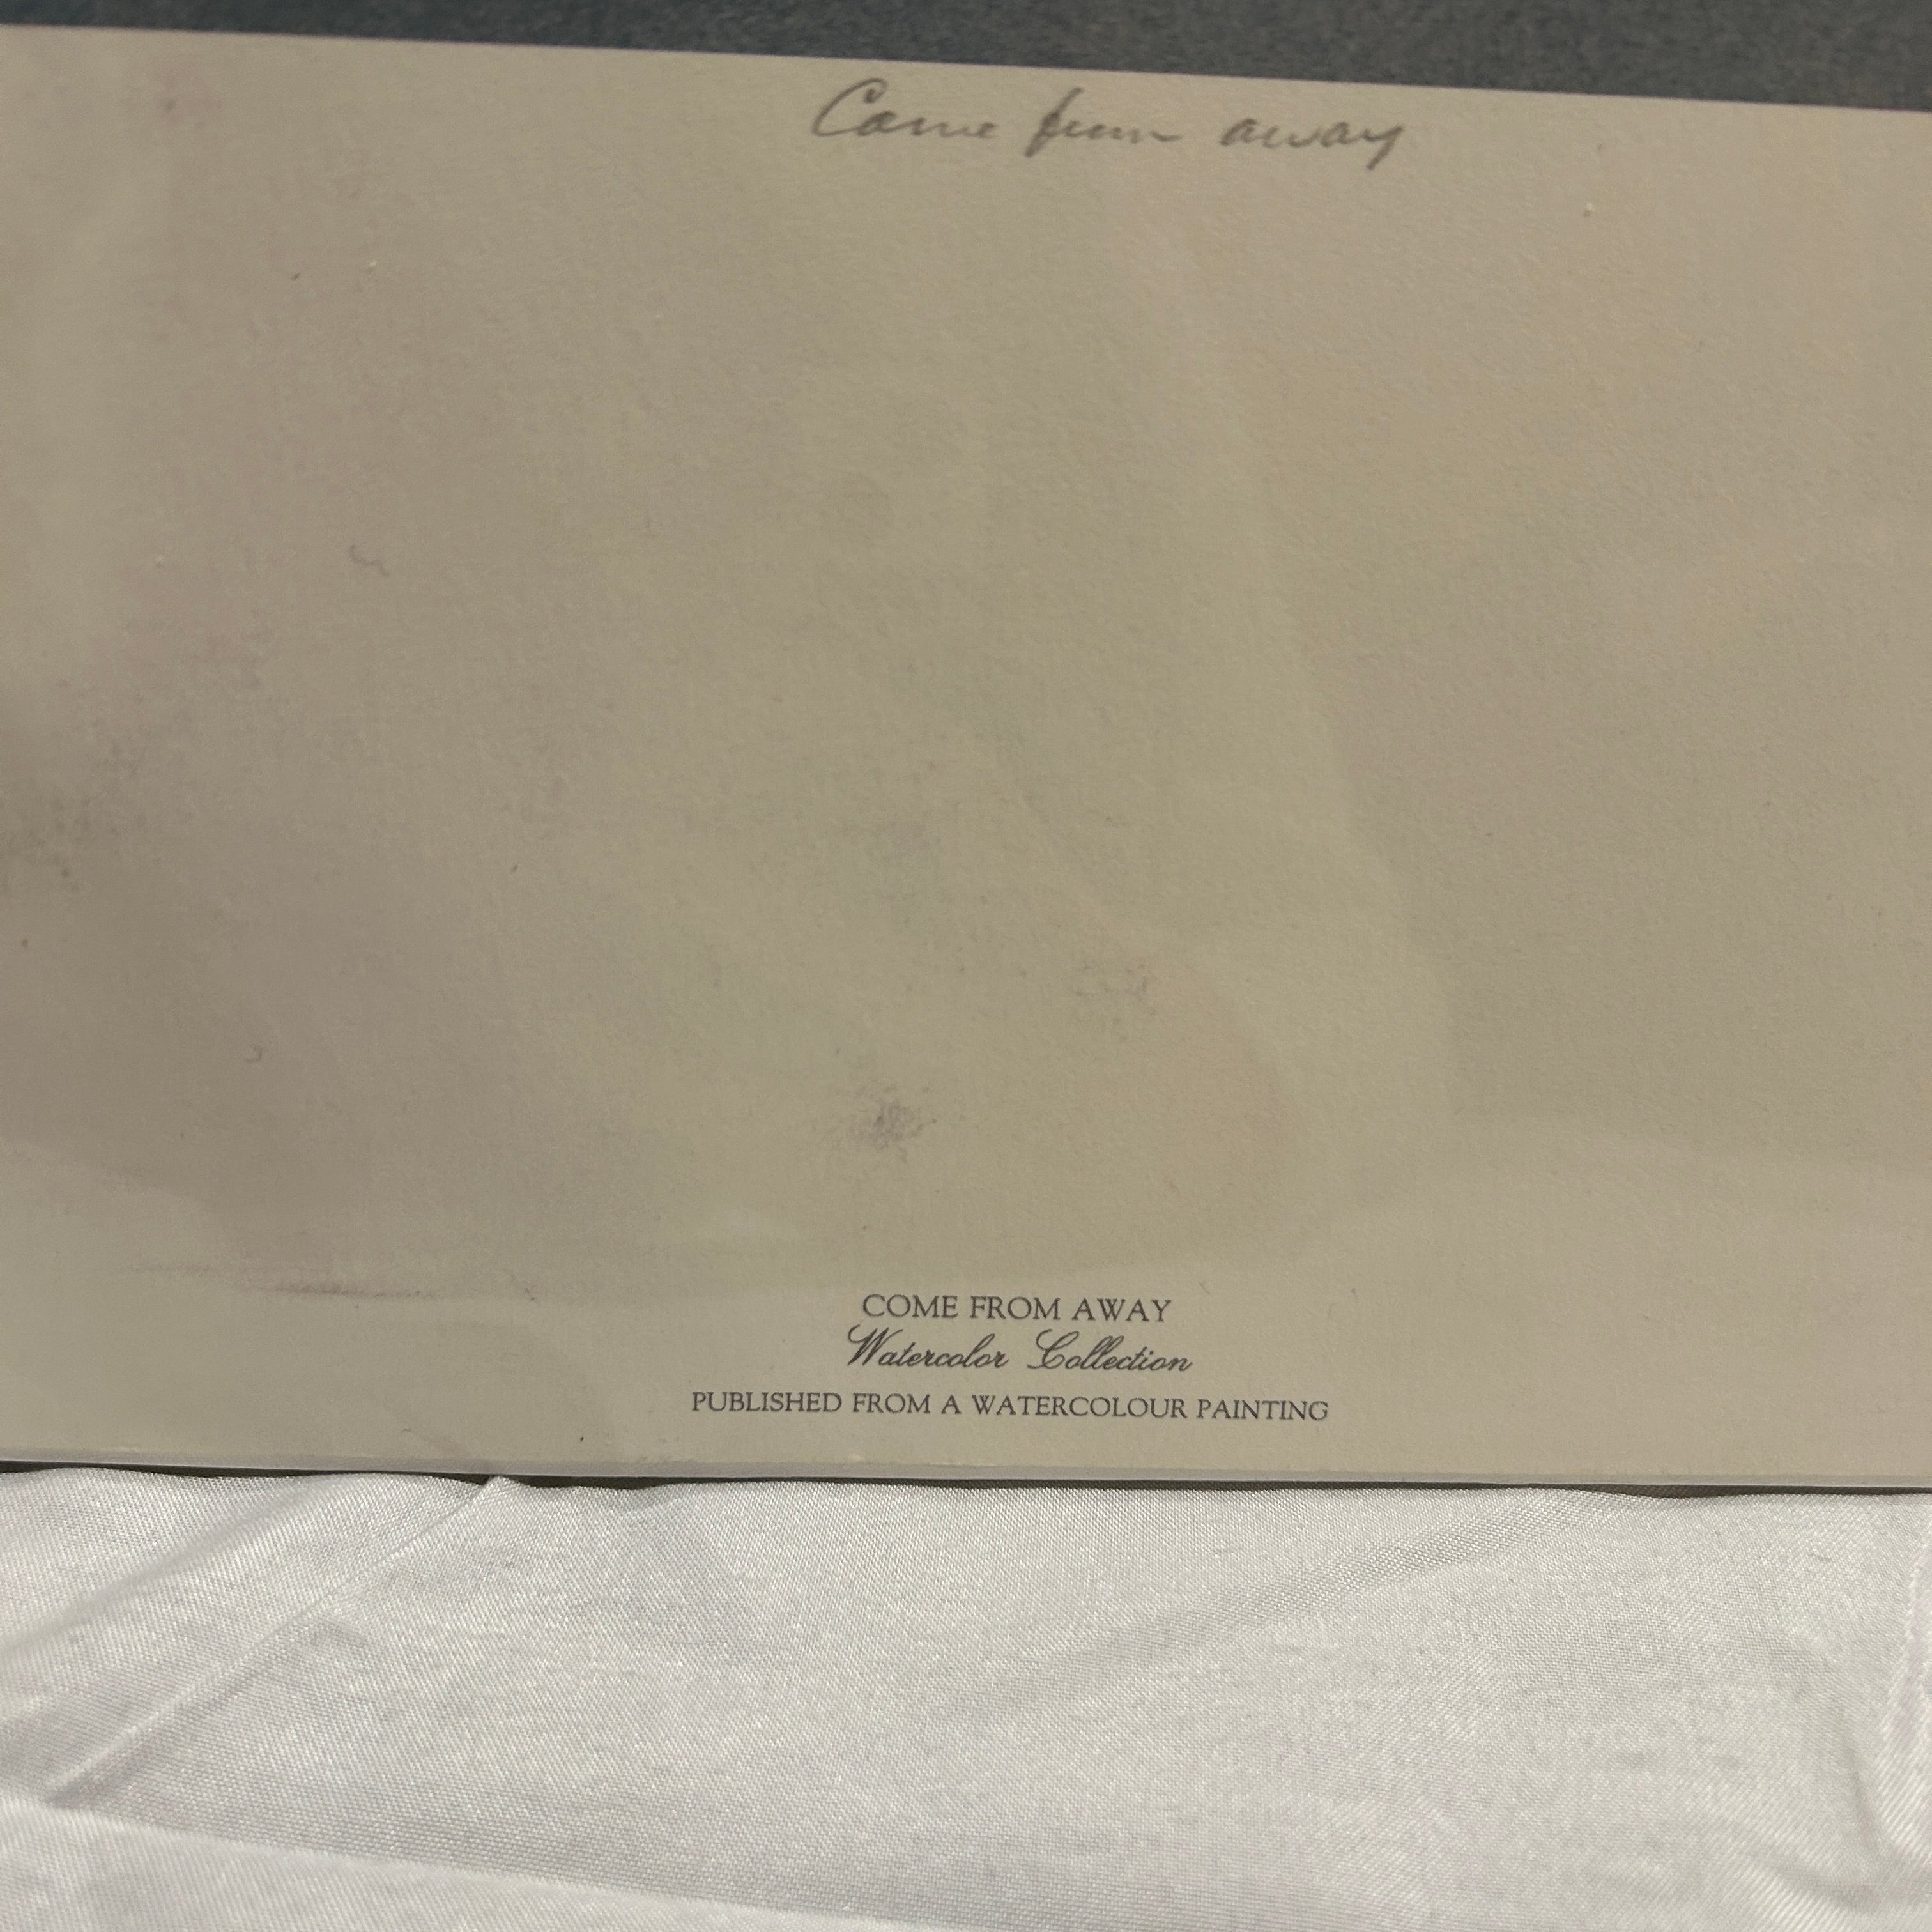 Come from away
COME FROM AWAY
Watercolor Collection
PUBLISHED FROM A WATERCOLOUR PAINTING